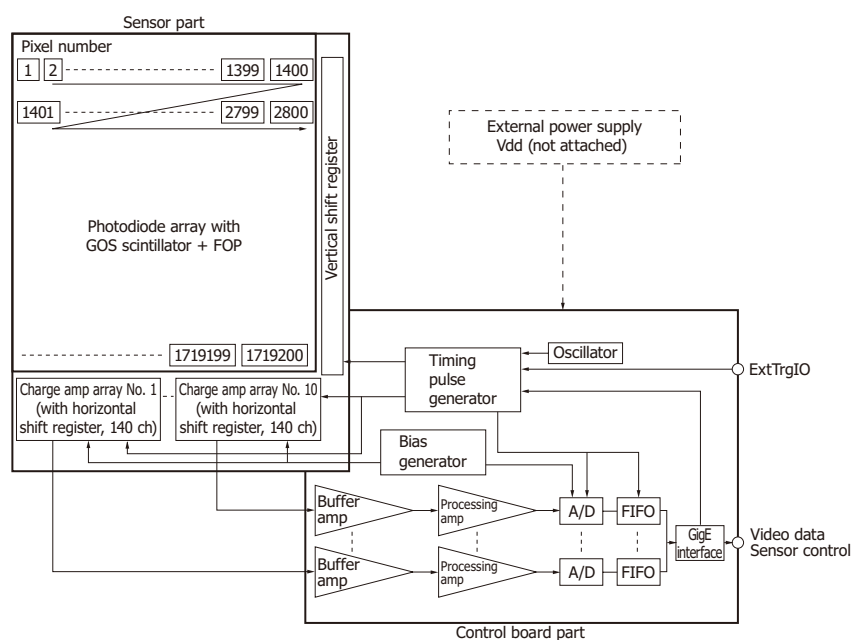 Sensor part
Pixel number
1
2
1399
1400
1401
2799
2800
Vertical shift register
External power supply
Vdd (not attached)
Photodiode array with
GOS scintillator + FOP
1719199
1719200
Timing
pulse
generator
Oscillator
ExtTrgIO
Charge amp array No. 1
(with horizontal
shift register, 140 ch)
Charge amp array No. 10
(with horizontal
shift register, 140 ch)
Bias
generator
Buffer
amp
Processing
amp
A/D
FIFO
GigE
interface
Video data
Sensor control
Buffer
amp
Processing
amp
A/D
FIFO
Control board part